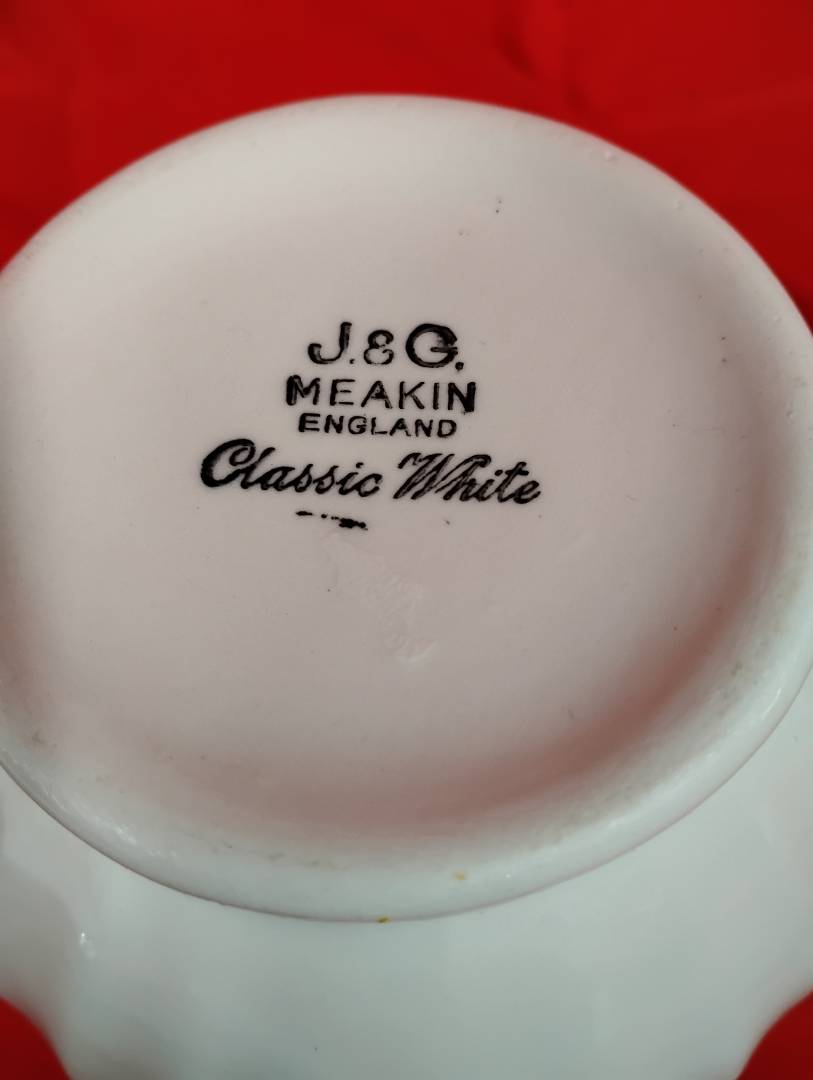 J. & G.
MEAKIN
ENGLAND
Classic White